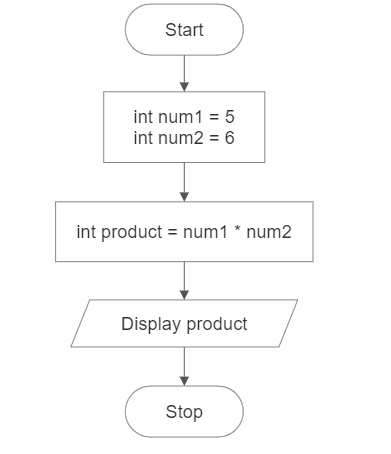 Start
int num1 = 5
int num2 = 6
int product = num1 * num2
Display product
Stop